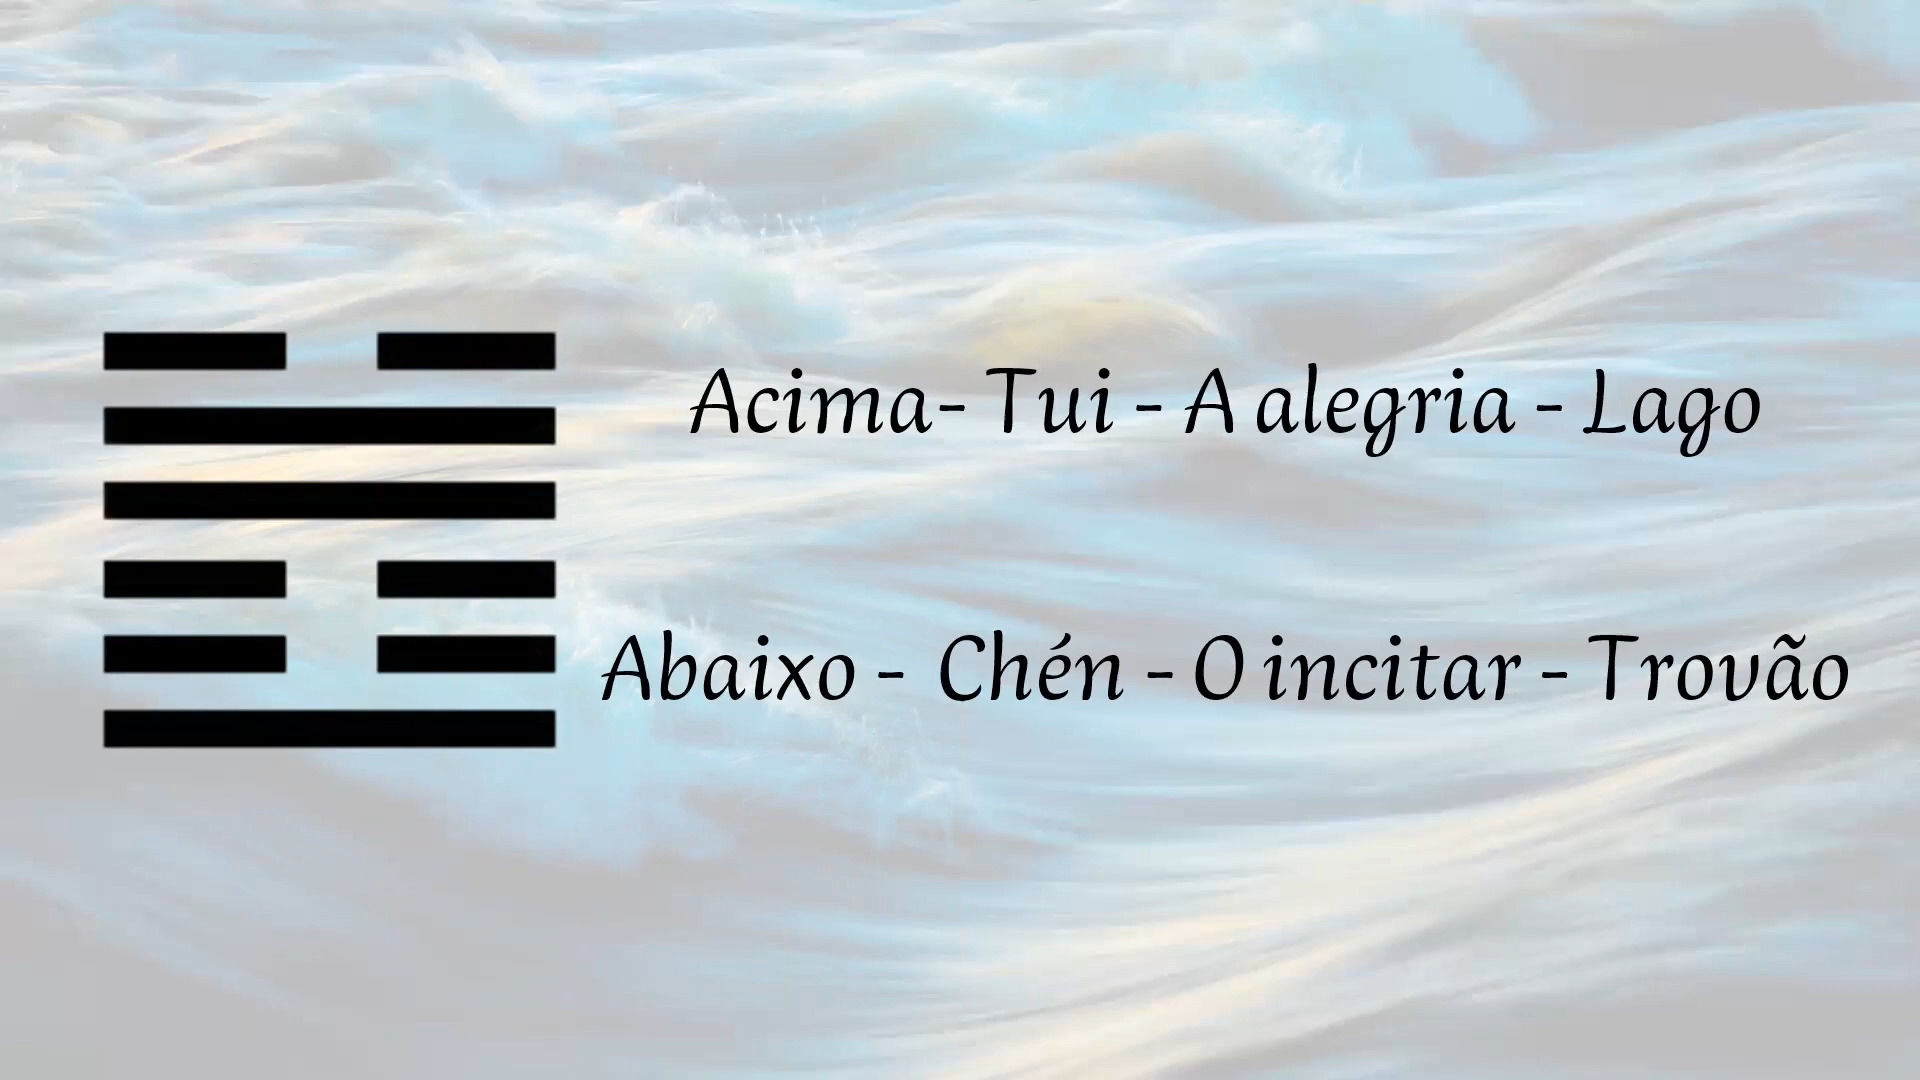 Acima- Tui - A alegria - Lago
Abaixo - Chén - O incitar - Trovão